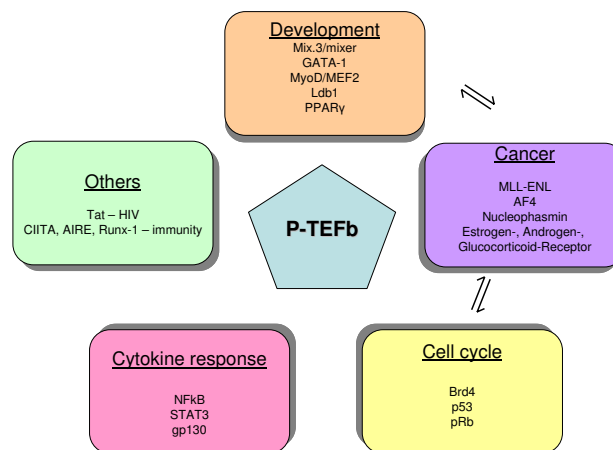 Development
Mix.3/mixer
GATA-1
MyoD/MEF2
Ldb1
PPARγ
Cancer
MLL-ENL
AF4
Nucleophasmin
Estrogen-, Androgen-,
Glucocorticoid-Receptor
Others
Tat – HIV
CIITA, AIRE, Runx-1 – immunity
P-TEFb
Cytokine response
NFkB
STAT3
gp130
Cell cycle
Brd4
p53
pRb